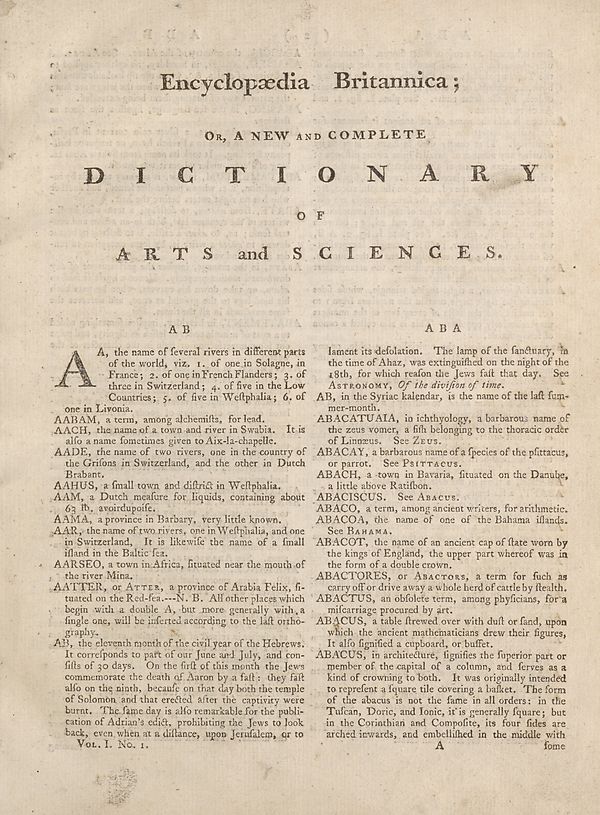 Encyclopædia Britannica;
OR, A NEW AND COMPLETE
DICTIONARY
OF
ARTS and SCIENCES.
AB
AA, the name of ſeveral rivers in different parts
of the world, viz. 1. of one in Sologne, in
France; 2. of one in French Flanders; 3. of
three in Switzerland; 4. of five in the Low
Countries; 5. of five in Weſtphalia; 6. of
one in Livonia.
AABAM, a term, among alchemiſts, for lead.
AACH, the name of a town and river in Swabia. It is
alſo a name ſometimes given to Aix-la-chapelle.
AADE, the name of two rivers, one in the country of
the Griſons in Switzerland, and the other in Dutch
Brabant.
AAHUS, a ſmall town and diſtrict in Weſtphalia.
AAM, a Dutch meaſure for liquids, containing about
63 lb. avoirdupoiſe.
AAMA, a province in Barbary, very little known.
AAR, the name of two rivers, one in Weſtphalia, and one
in Switzerland. It is likewiſe the name of a ſmall
iſland in the Baltic ſea.
AARSEO, a town in Africa, ſituated near the mouth of
the river Mina.
AATTER, or ATTER, a province of Arabia Felix, ſi-
tuated on the Red-ſea.---N. B. All other places which
begin with a double A, but more generally with a
ſingle one, will be inſerted according to the laſt ortho-
graphy.
AB, the eleventh month of the civil year of the Hebrews.
It correſponds to part of our June and July, and con-
ſiſts of 30 days. On the firſt of this month the Jews
commemorate the death of Aaron by a faſt: they faſt
alſo on the ninth, becauſe on that day both the temple
of Solomon and that erected after the captivity were
burnt. The ſame day is alſo remarkable for the publi-
cation of Adrian's edict, prohibiting the Jews to look
back, even when at a diſtance, upon Jeruſalem, or to
VOL. I. No. 1.
ABA
lament its deſolation. The lamp of the ſanctuary, in
the time of Ahaz, was extinguiſhed on the night of the
18th, for which reaſon the Jews faſt that day. See
ASTRONOMY, Of the diviſion of time.
AB, in the Syriac kalendar, is the name of the laſt ſum-
mer-month.
ABACATUAIA, in ichthyology, a barbarous name of
the zeus vomer, a fiſh belonging to the thoracic order
of Linnæus. See ZEUS.
ABACAY, a barbarous name of a ſpecies of the pſittacus,
or parrot. See PSITTACUS.
ABACH, a town in Bavaria, ſituated on the Danube,
a little above Ratiſbon.
ABACISCUS. See ABACUS.
ABACO, a term, among ancient writers, for arithmetic.
ABACOA, the name of one of the Bahama iſlands.
See BAHAMA.
ABACOT, the name of an ancient cap of ſtate worn by
the kings of England, the upper part whereof was in
the form of a double crown.
ABACTORES, or ABACTORS, a term for ſuch as
carry off or drive away a whole herd of cattle by ſtealth.
ABACTUS, an obſolete term, among phyſicians, for a
miſcarriage procured by art.
ABACUS, a table ſtrewed over with duſt or ſand, upon
which the ancient mathematicians drew their figures,
It alſo ſignified a cupboard, or buffet.
ABACUS, in architecture, ſignifies the ſuperior part or
member of the capital of a column, and ſerves as a
kind of crowning to both. It was originally intended
to repreſent a ſquare tile covering a baſket. The form
of the abacus is not the ſame in all orders: in the
Tuſcan, Doric, and Ionic, it is generally ſquare; but
in the Corinthian and Compoſite, its four ſides are
arched inwards, and embelliſhed in the middle with
A
ſome